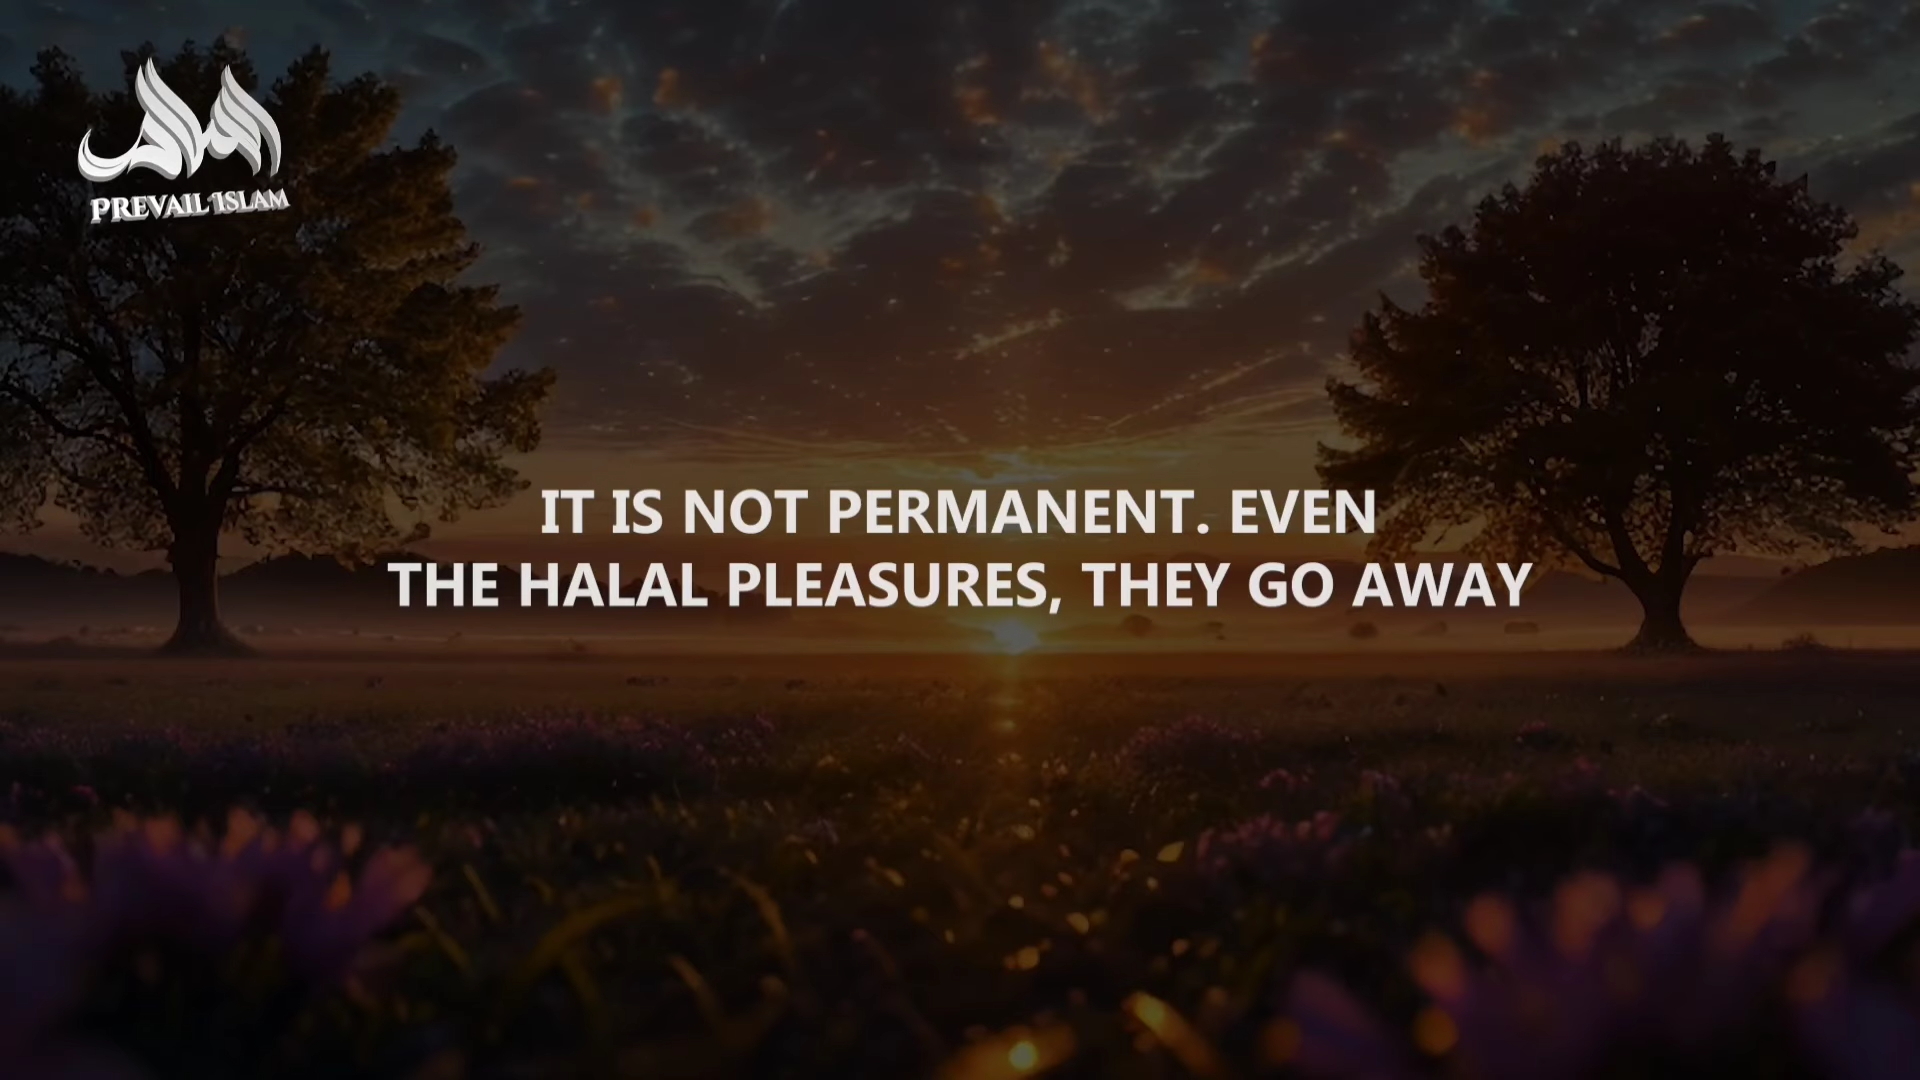 PREVAIL ISLAM
IT IS NOT PERMANENT. EVEN
THE HALAL PLEASURES, THEY GO AWAY